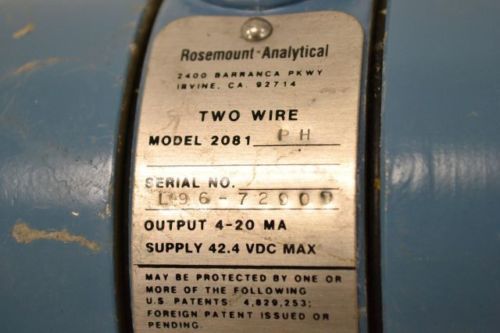 Rosemount-Analytical
2400 BARRANCA PKWY
IRVINE, CA. 92714
TWO WIRE
MODEL 2081 PH
SERIAL NO.
L96-72000
OUTPUT 4-20 MA
SUPPLY 42.4 VDC MAX
MAY BE PROTECTED BY ONE OR
MORE OF THE FOLLOWING
U.S. PATENTS: 4,829,253;
FOREIGN PATENT ISSUED OR
PENDING.